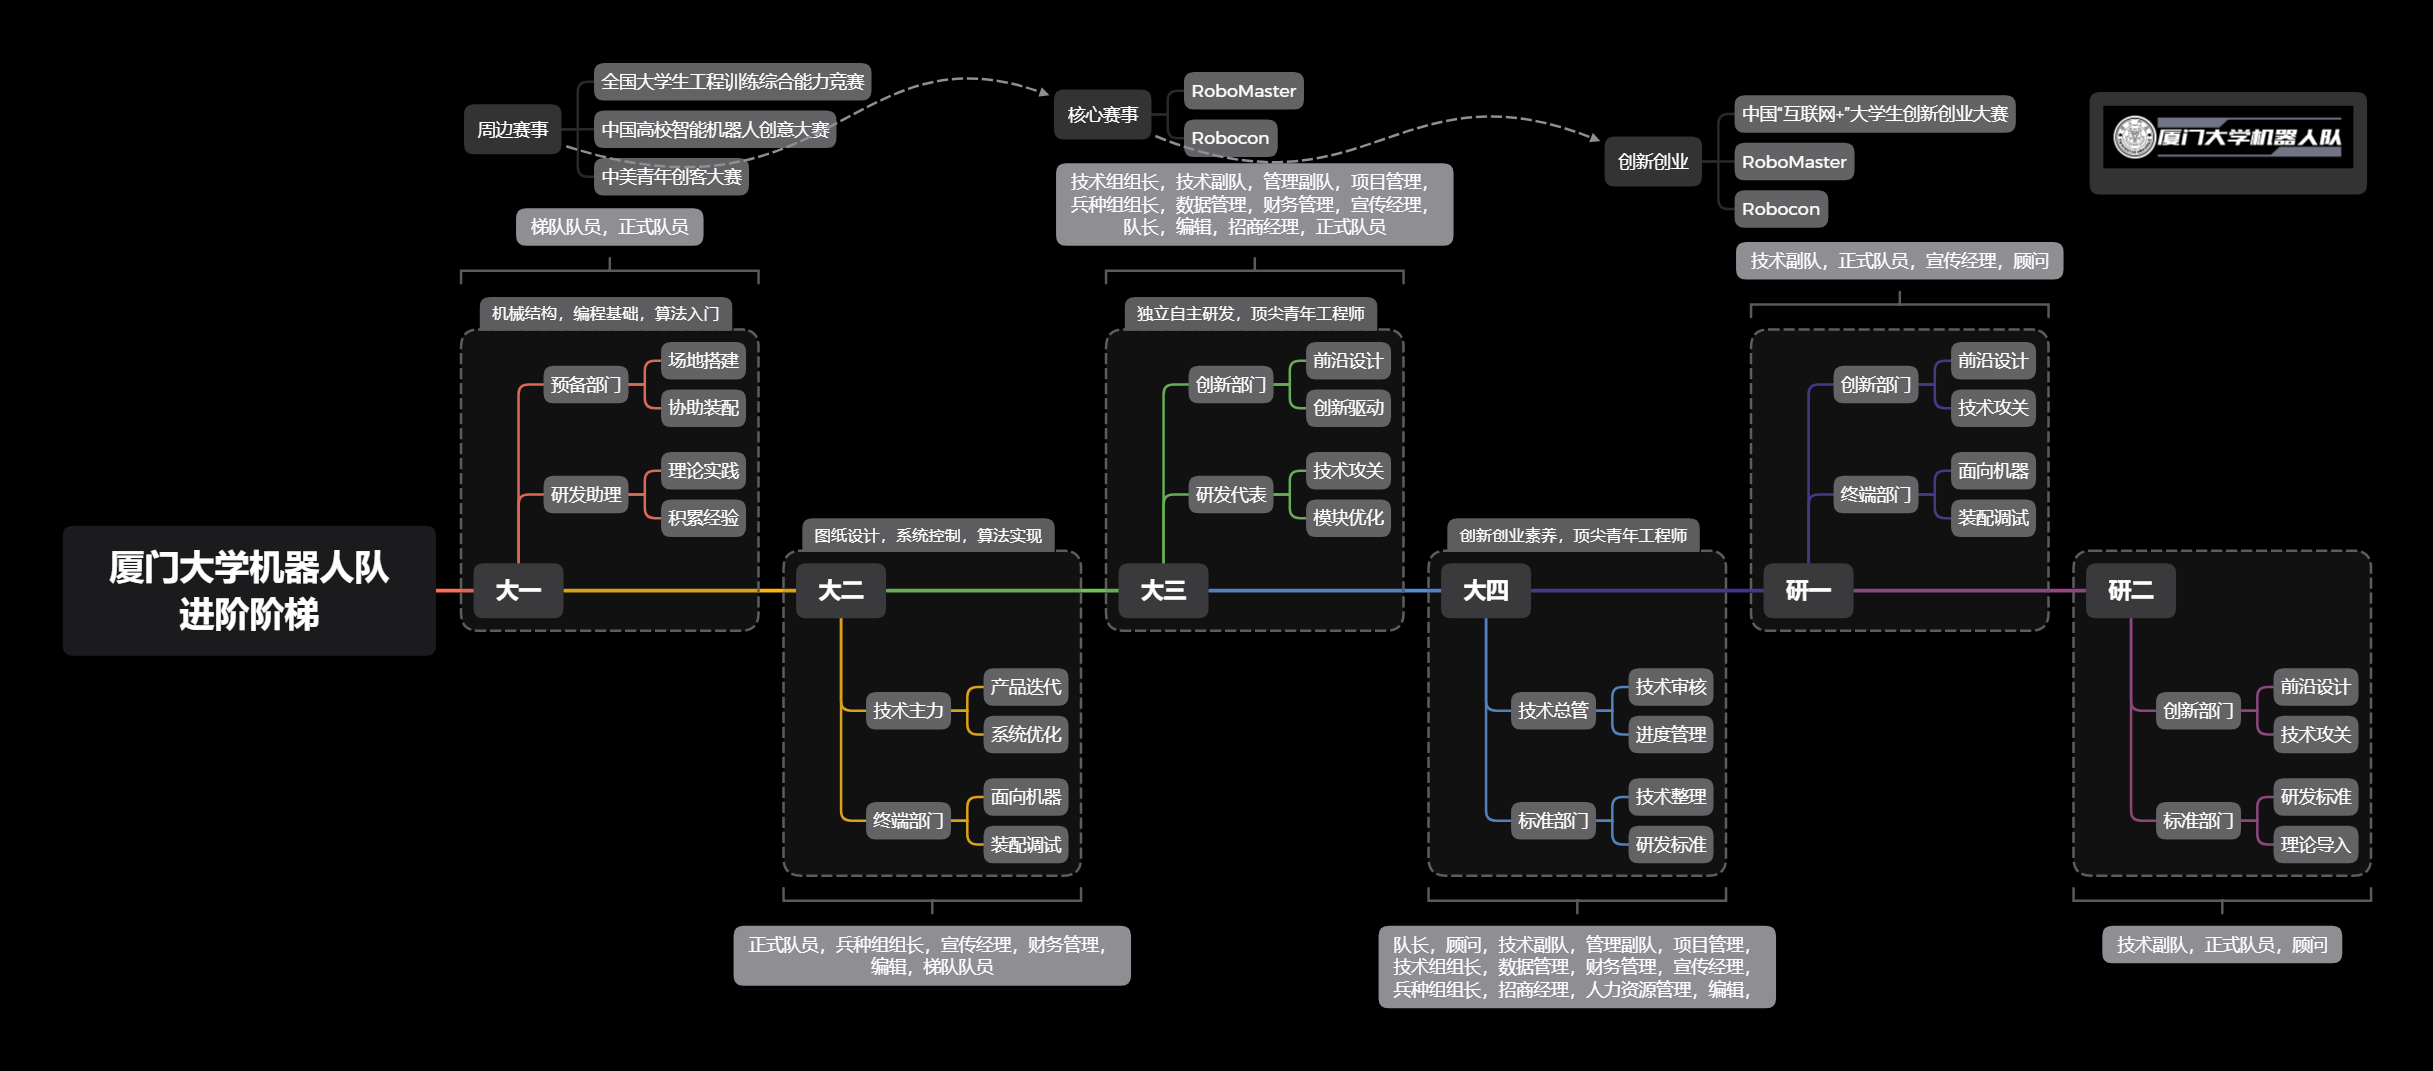 周边赛事
全国大学生工程训练综合能力竞赛
中国高校智能机器人创意大赛
中美青年创客大赛
核心赛事
RoboMaster
Robocon
创新创业
中国“互联网+”大学生创新创业大赛
RoboMaster
Robocon
厦门大学机器人队
厦门大学机器人队
进阶阶梯
梯队队员，正式队员
机械结构，编程基础，算法入门
大一
预备部门
场地搭建
协助装配
研发助理
理论实践
积累经验
图纸设计，系统控制，算法实现
大二
技术主力
产品迭代
系统优化
终端部门
面向机器
装配调试
正式队员，兵种组组长，宣传经理，财务管理，
编辑，梯队队员
技术组组长，技术副队，管理副队，项目管理，
兵种组组长，数据管理，财务管理，宣传经理，
队长，编辑，招商经理，正式队员
独立自主研发，顶尖青年工程师
大三
创新部门
前沿设计
创新驱动
研发代表
技术攻关
模块优化
创新创业素养，顶尖青年工程师
大四
技术总管
技术审核
进度管理
标准部门
技术整理
研发标准
队长，顾问，技术副队，管理副队，项目管理，
技术组组长，数据管理，财务管理，宣传经理，
兵种组组长，招商经理，人力资源管理，编辑，
技术副队，正式队员，宣传经理，顾问
研一
创新部门
前沿设计
技术攻关
终端部门
面向机器
装配调试
研二
创新部门
前沿设计
技术攻关
标准部门
研发标准
理论导入
技术副队，正式队员，顾问